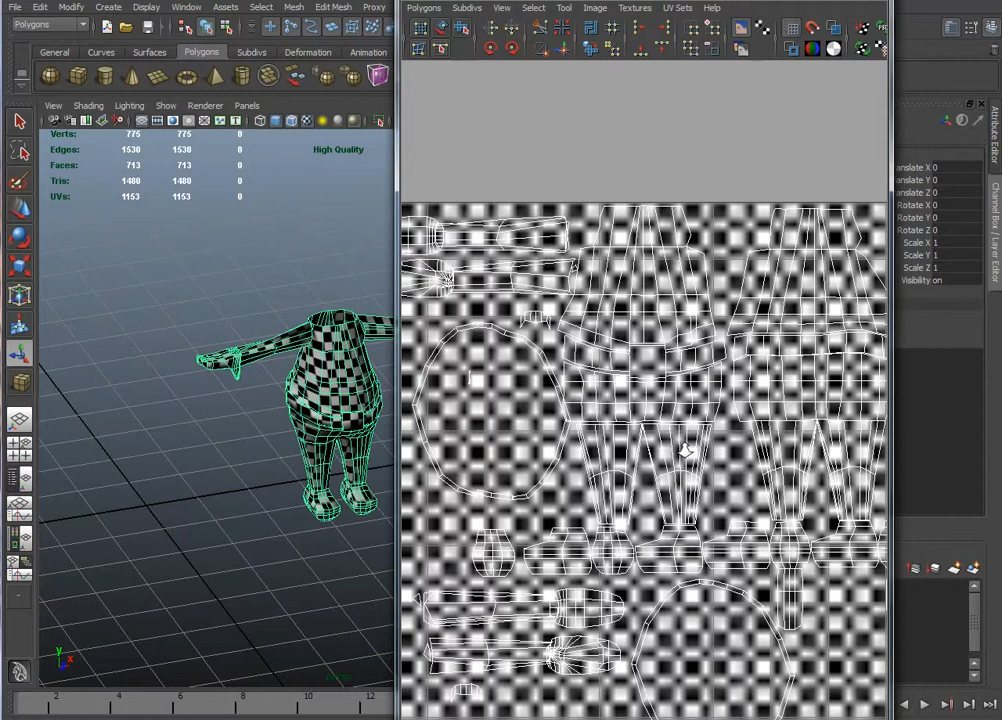 File Edit Modify Create Display Window Assets Select Mesh Edit Mesh Proxy
Polygons Subdivs View Select Tool Image Textures UV Sets Help
General Curves Surfaces Polygons Subdivs Deformation Animation
View Shading Lighting Show Renderer Panels
Verts: 775 775 0
Edges: 1530 1530 0
Faces: 713 713 0
Tris: 1480 1480 0
UVs: 1153 1153 0
High Quality
Translate X 0
Translate Y 0
Translate Z 0
Rotate X 0
Rotate Y 0
Rotate Z 0
Scale X 1
Scale Y 1
Scale Z 1
Visibility on
Attribute Editor
Channel Box / Layer Editor
y
x
2 4 6 8 10 12